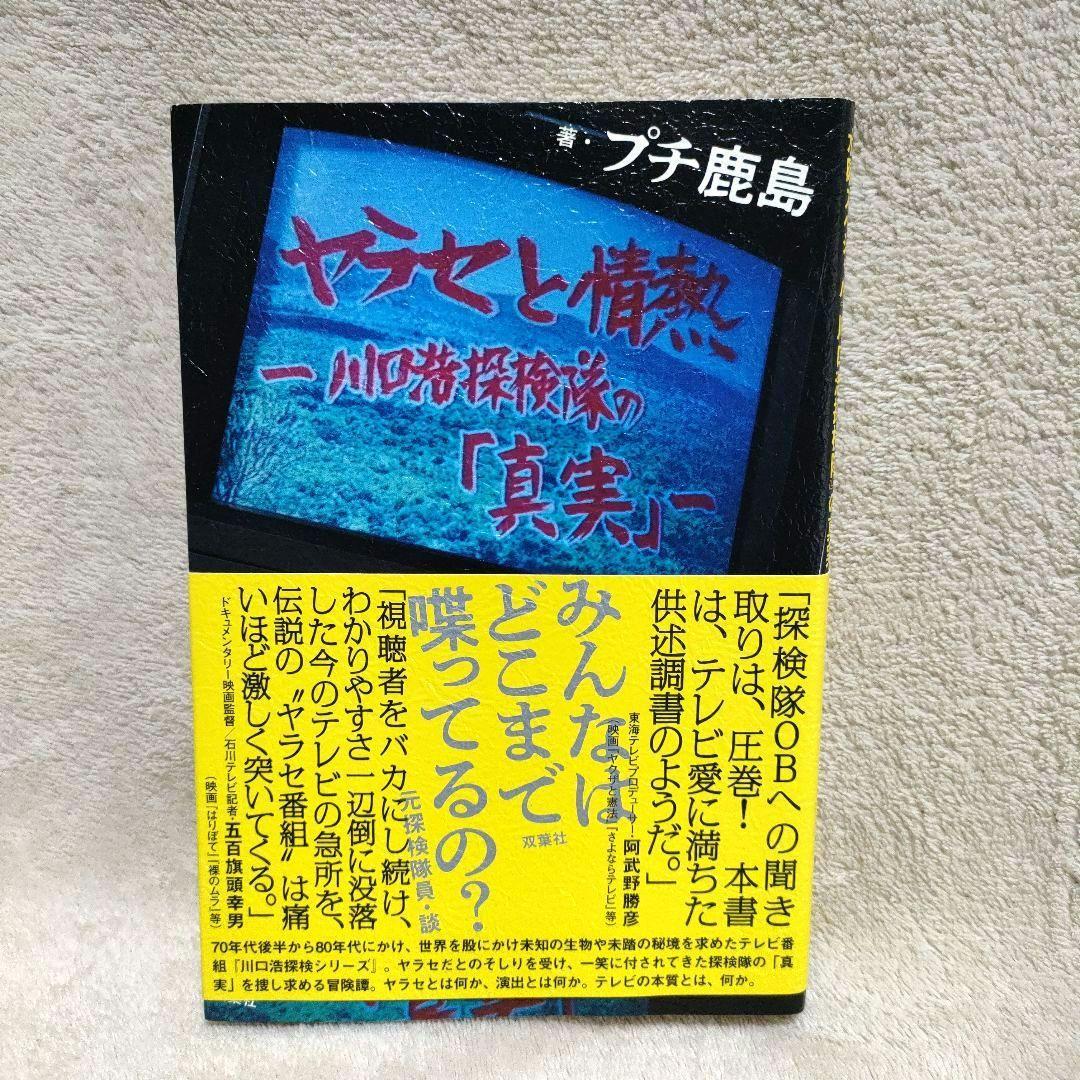 著・プチ鹿島
ヤラセと情熱
ー川口浩探検隊の
「真実」ー
「探検隊OBへの聞き
取りは、圧巻！ 本書
は、テレビ愛に満ちた
供述調書のようだ。」
東海テレビプロデューサー・阿武野勝彦
（映画『ヤクザと憲法』『さよならテレビ』等）
みんなは
どこまで
喋ってるの？
元探検隊員・談
双葉社
「視聴者をバカにし続け、
わかりやすさ一辺倒に没落
した今のテレビの急所を、
伝説の〝ヤラセ番組〟は痛
いほど激しく突いてくる。」
ドキュメンタリー映画監督／石川テレビ記者・五百旗頭幸男
（映画『はりぼて』『裸のムラ』等）
70年代後半から80年代にかけ、世界を股にかけ未知の生物や未踏の秘境を求めたテレビ番
組『川口浩探検シリーズ』。ヤラセだとのそしりを受け、一笑に付されてきた探検隊の「真
実」を捜し求める冒険譚。ヤラセとは何か、演出とは何か。テレビの本質とは、何か。